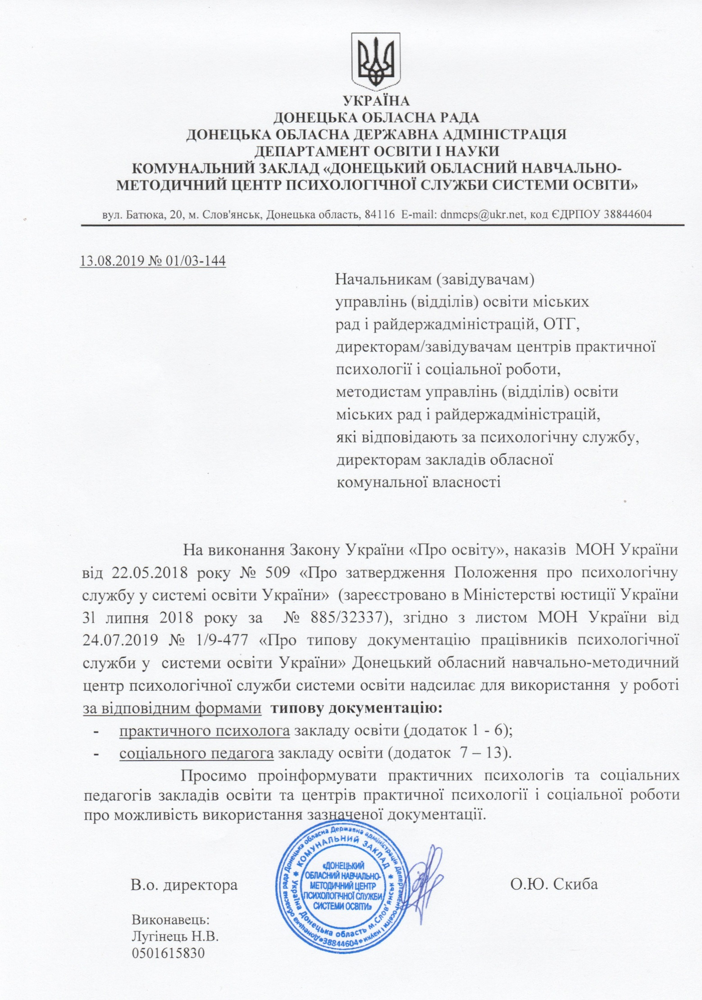 УКРАЇНА
ДОНЕЦЬКА ОБЛАСНА РАДА
ДОНЕЦЬКА ОБЛАСНА ДЕРЖАВНА АДМІНІСТРАЦІЯ
ДЕПАРТАМЕНТ ОСВІТИ І НАУКИ
КОМУНАЛЬНИЙ ЗАКЛАД «ДОНЕЦЬКИЙ ОБЛАСНИЙ НАВЧАЛЬНО-
МЕТОДИЧНИЙ ЦЕНТР ПСИХОЛОГІЧНОЇ СЛУЖБИ СИСТЕМИ ОСВІТИ»
вул. Батюка, 20, м. Слов'янськ, Донецька область, 84116 E-mail: dnmcps@ukr.net, код ЄДРПОУ 38844604
13.08.2019 № 01/03-144
Начальникам (завідувачам)
управлінь (відділів) освіти міських
рад і райдержадміністрацій, ОТГ,
директорам/завідувачам центрів практичної
психології і соціальної роботи,
методистам управлінь (відділів) освіти
міських рад і райдержадміністрацій,
які відповідають за психологічну службу,
директорам закладів обласної
комунальної власності
На виконання Закону України «Про освіту», наказів МОН України
від 22.05.2018 року № 509 «Про затвердження Положення про психологічну
службу у системі освіти України» (зареєстровано в Міністерстві юстиції України
3l липня 2018 року за № 885/32337), згідно з листом МОН України від
24.07.2019 № 1/9-477 «Про типову документацію працівників психологічної
служби у системи освіти України» Донецький обласний навчально-методичний
центр психологічної служби системи освіти надсилає для використання у роботі
за відповідним формами типову документацію:
- практичного психолога закладу освіти (додаток 1 - 6);
- соціального педагога закладу освіти (додаток 7 – 13).
Просимо проінформувати практичних психологів та соціальних
педагогів закладів освіти та центрів практичної психології і соціальної роботи
про можливість використання зазначеної документації.
В.о. директора
О.Ю. Скиба
Донецька обласна рада Донецька обласна Державна адміністрація Департамент освіти і науки *38844604*
* КОМУНАЛЬНИЙ ЗАКЛАД *
Україна Донецька область м.Слов'янськ
«ДОНЕЦЬКИЙ
ОБЛАСНИЙ НАВЧАЛЬНО-
МЕТОДИЧНИЙ ЦЕНТР
ПСИХОЛОГІЧНОЇ СЛУЖБИ
СИСТЕМИ ОСВІТИ»
Виконавець:
Лугінець Н.В.
0501615830